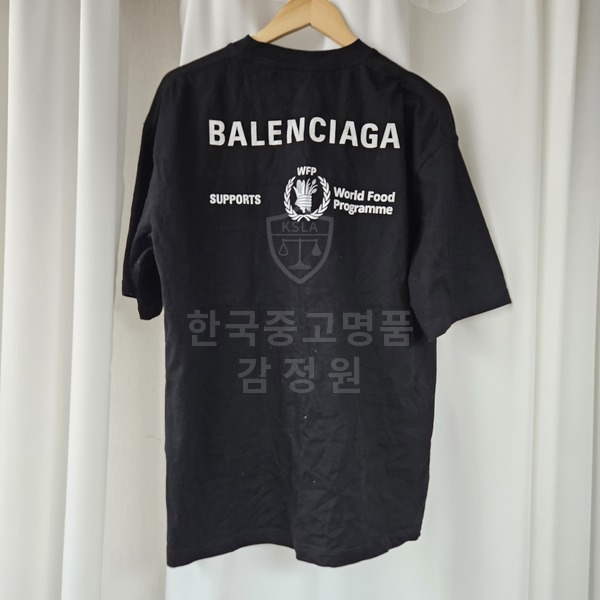 BALENCIAGA
WFP
SUPPORTS
World Food
Programme
KSLA
한국중고명품
감정원